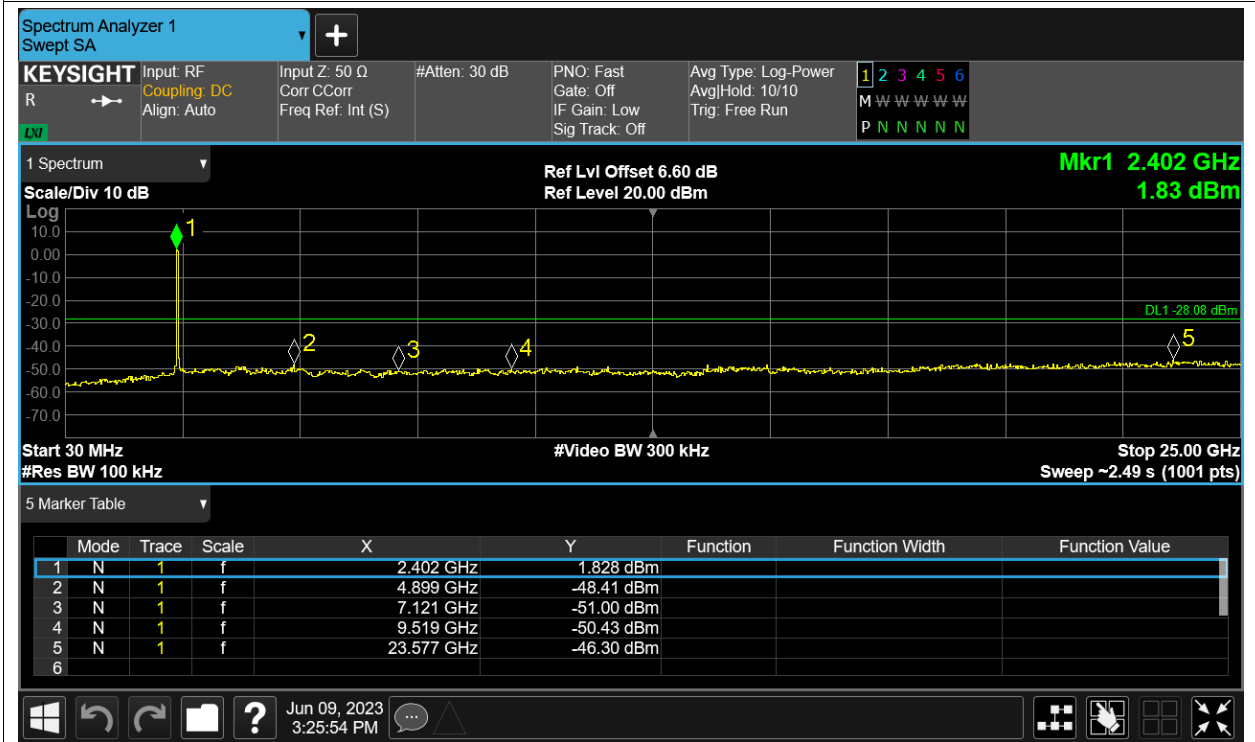 Spectrum Analyzer 1
Swept SA
KEYSIGHT
R
LXI
Input: RF
Coupling: DC
Align: Auto
Input Z: 50 Ω
Corr CCorr
Freq Ref: Int (S)
#Atten: 30 dB
PNO: Fast
Gate: Off
IF Gain: Low
Sig Track: Off
Avg Type: Log-Power
Avg|Hold: 10/10
Trig: Free Run
1 2 3 4 5 6
M W W W W W
P N N N N N
1 Spectrum
Scale/Div 10 dB
Ref Lvl Offset 6.60 dB
Ref Level 20.00 dBm
Mkr1 2.402 GHz
1.83 dBm
Log
10.0
0.00
-10.0
-20.0
-30.0
-40.0
-50.0
-60.0
-70.0
1
2
3
4
5
DL1 -28.08 dBm
Start 30 MHz
#Video BW 300 kHz
Stop 25.00 GHz
#Res BW 100 kHz
Sweep ~2.49 s (1001 pts)
5 Marker Table
Mode Trace Scale X Y Function Function Width Function Value
1 N 1 f 2.402 GHz 1.828 dBm
2 N 1 f 4.899 GHz -48.41 dBm
3 N 1 f 7.121 GHz -51.00 dBm
4 N 1 f 9.519 GHz -50.43 dBm
5 N 1 f 23.577 GHz -46.30 dBm
6
?
Jun 09, 2023
3:25:54 PM